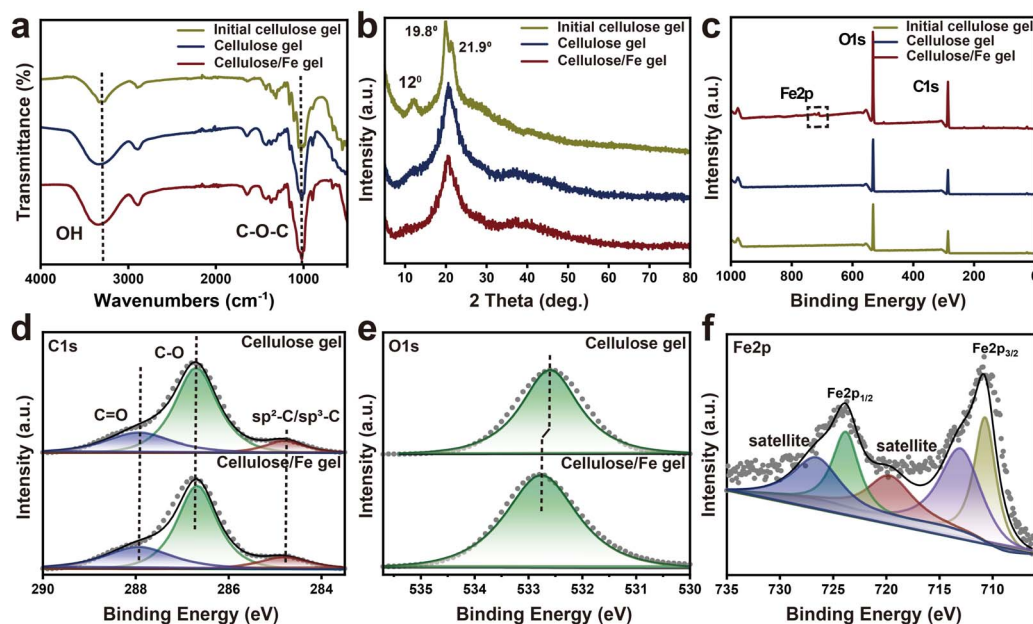 a
Initial cellulose gel
Cellulose gel
Cellulose/Fe gel
Transmittance (%)
OH
C-O-C
4000 3000 2000 1000
Wavenumbers (cm⁻¹)
b
19.8⁰
21.9⁰
12⁰
Initial cellulose gel
Cellulose gel
Cellulose/Fe gel
Intensity (a.u.)
10 20 30 40 50 60 70 80
2 Theta (deg.)
c
Initial cellulose gel
Cellulose gel
Cellulose/Fe gel
O1s
Fe2p
C1s
Intensity (a.u.)
1000 800 600 400 200 0
Binding Energy (eV)
d
C1s
Cellulose gel
C-O
C=O
sp²-C/sp³-C
Cellulose/Fe gel
Intensity (a.u.)
290 288 286 284
Binding Energy (eV)
e
O1s
Cellulose gel
Cellulose/Fe gel
Intensity (a.u.)
535 534 533 532 531 530
Binding Energy (eV)
f
Fe2p
Fe2p₃/₂
Fe2p₁/₂
satellite
satellite
Intensity (a.u.)
735 730 725 720 715 710
Binding Energy (eV)